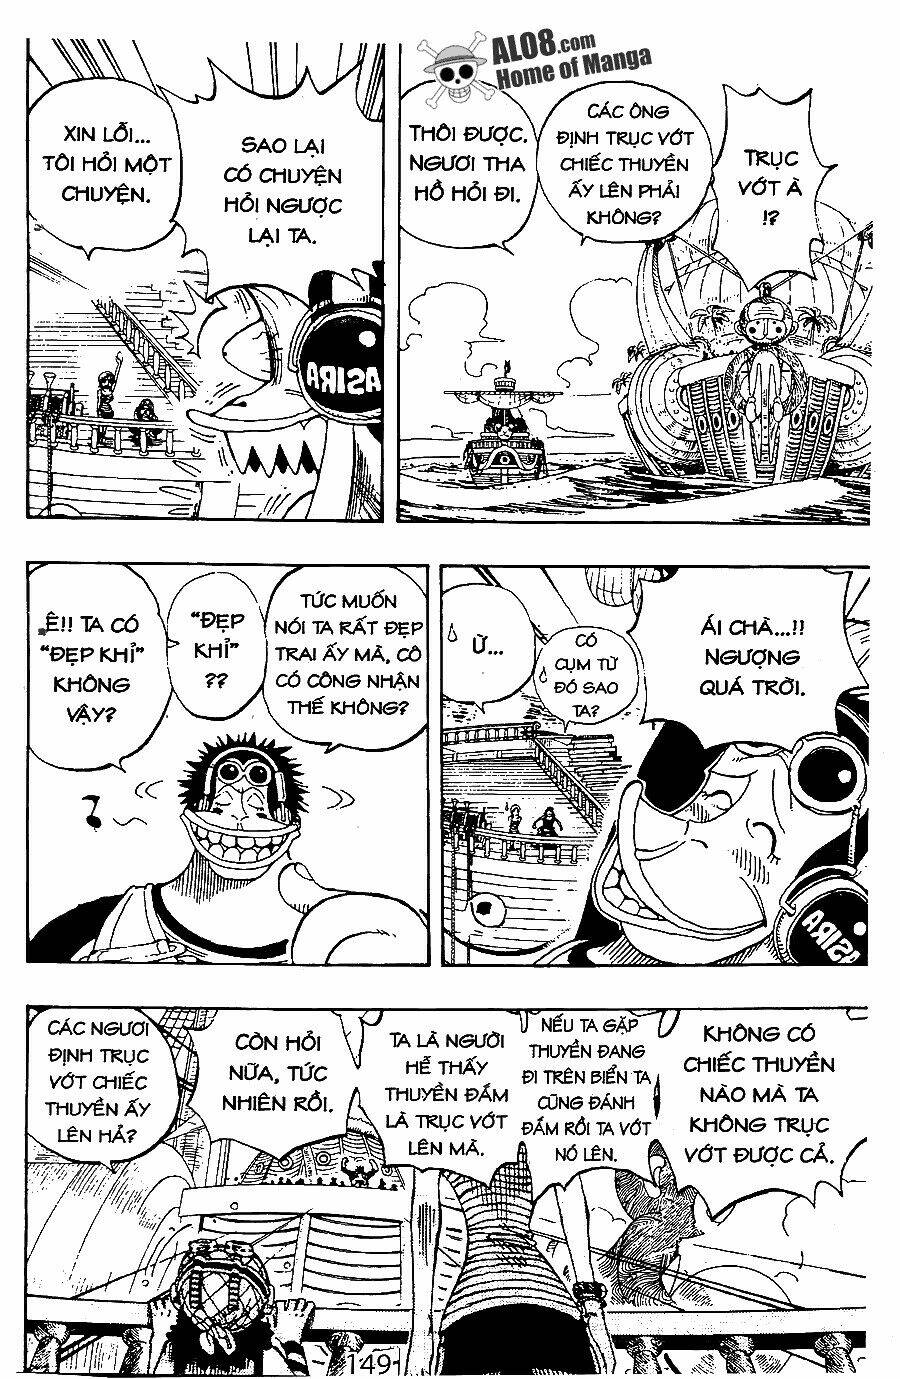 ALO8.com
Home of Manga
XIN LỖI...
TÔI HỎI MỘT
CHUYỆN.
SAO LẠI
CÓ CHUYỆN
HỎI NGƯỢC
LẠI TA.
ASIRA
THÔI ĐƯỢC.
NGƯƠI THA
HỒ HỎI ĐI.
CÁC ÔNG
ĐỊNH TRỤC VỚT
CHIẾC THUYỀN
ẤY LÊN PHẢI
KHÔNG?
TRỤC
VỚT À
!?
Ê!! TA CÓ
“ĐẸP KHỈ”
KHÔNG
VẬY?
“ĐẸP
KHỈ”
??
TỨC MUỐN
NÓI TA RẤT ĐẸP
TRAI ẤY MÀ, CÔ
CÓ CÔNG NHẬN
THẾ KHÔNG?
Ừ...
CÓ
CỤM TỪ
ĐÓ SAO
TA?
ÁI CHÀ...!!
NGƯỢNG
QUÁ TRỜI.
ASIRA
CÁC NGƯƠI
ĐỊNH TRỤC
VỚT CHIẾC
THUYỀN ẤY
LÊN HẢ?
CÒN HỎI
NỮA, TỨC
NHIÊN RỒI.
TA LÀ NGƯỜI
HỄ THẤY
THUYỀN ĐẮM
LÀ TRỤC VỚT
LÊN MÀ.
NẾU TA GẶP
THUYỀN ĐANG
ĐI TRÊN BIỂN TA
CŨNG ĐÁNH
ĐẮM RỒI TA VỚT
NÓ LÊN.
KHÔNG CÓ
CHIẾC THUYỀN
NÀO MÀ TA
KHÔNG TRỤC
VỚT ĐƯỢC CẢ.
149